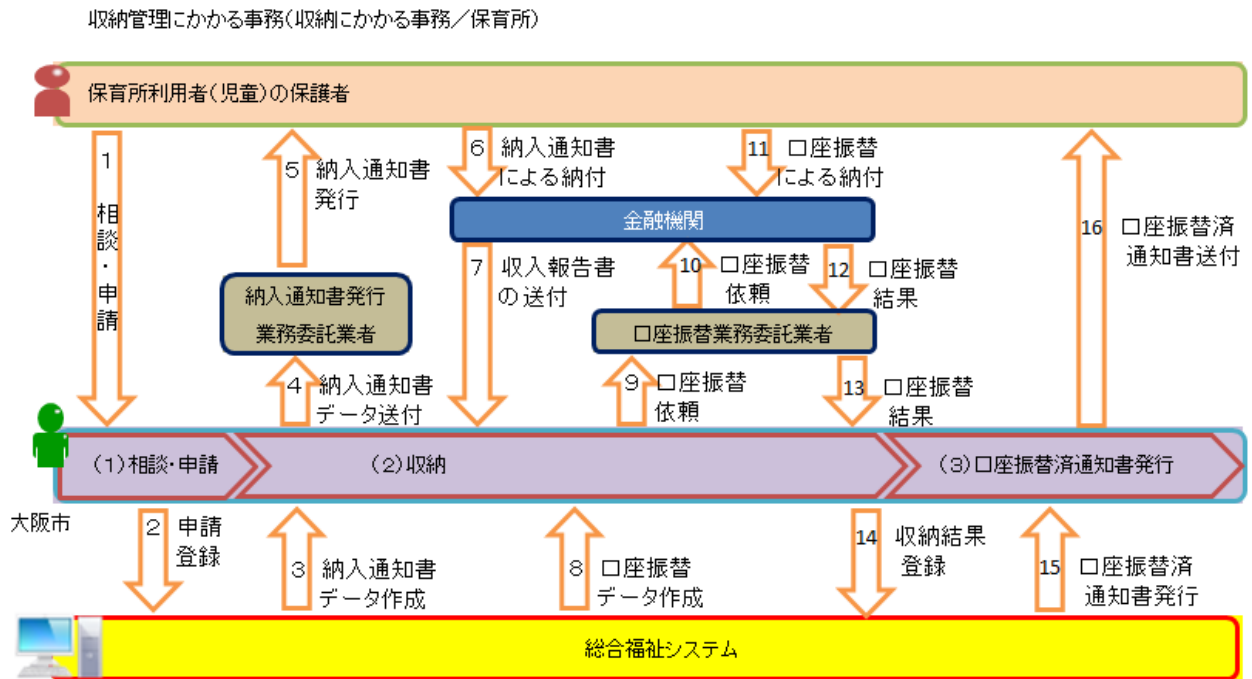 収納管理にかかる事務(収納にかかる事務／保育所)
保育所利用者(児童)の保護者
1 相談・申請
5 納入通知書
発行
6 納入通知書
による納付
11 口座振替
による納付
16 口座振替済
通知書送付
金融機関
7 収入報告書
の送付
10 口座振替
依頼
12 口座振替
結果
納入通知書発行
業務委託業者
口座振替業務委託業者
4 納入通知書
データ送付
9 口座振替
依頼
13 口座振替
結果
(1)相談・申請
(2)収納
(3)口座振替済通知書発行
大阪市
2 申請
登録
3 納入通知書
データ作成
8 口座振替
データ作成
14 収納結果
登録
15 口座振替済
通知書発行
総合福祉システム